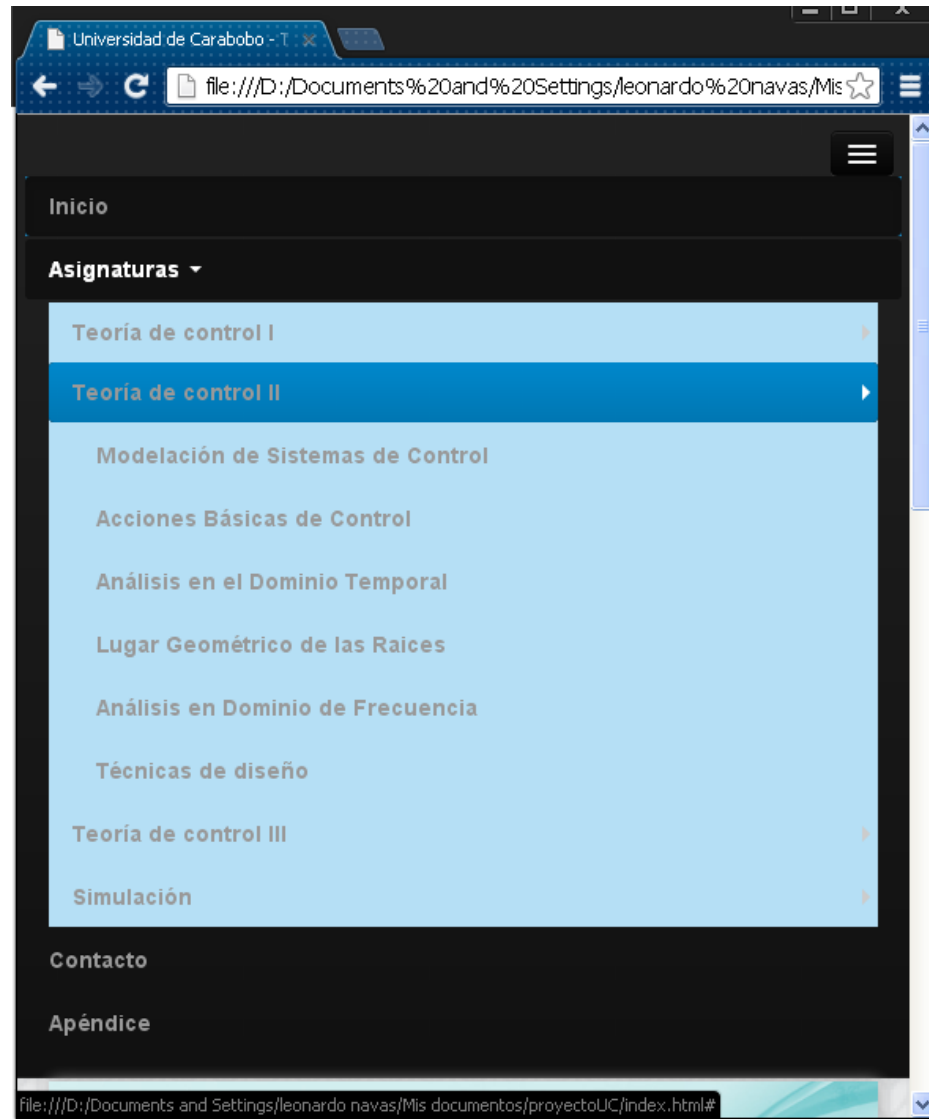 Universidad de Carabobo - T
file:///D:/Documents%20and%20Settings/leonardo%20navas/Mis
Inicio
Asignaturas
Teoría de control I
Teoría de control II
Modelación de Sistemas de Control
Acciones Básicas de Control
Análisis en el Dominio Temporal
Lugar Geométrico de las Raices
Análisis en Dominio de Frecuencia
Técnicas de diseño
Teoría de control III
Simulación
Contacto
Apéndice
file:///D:/Documents and Settings/leonardo navas/Mis documentos/proyectoUC/index.html#